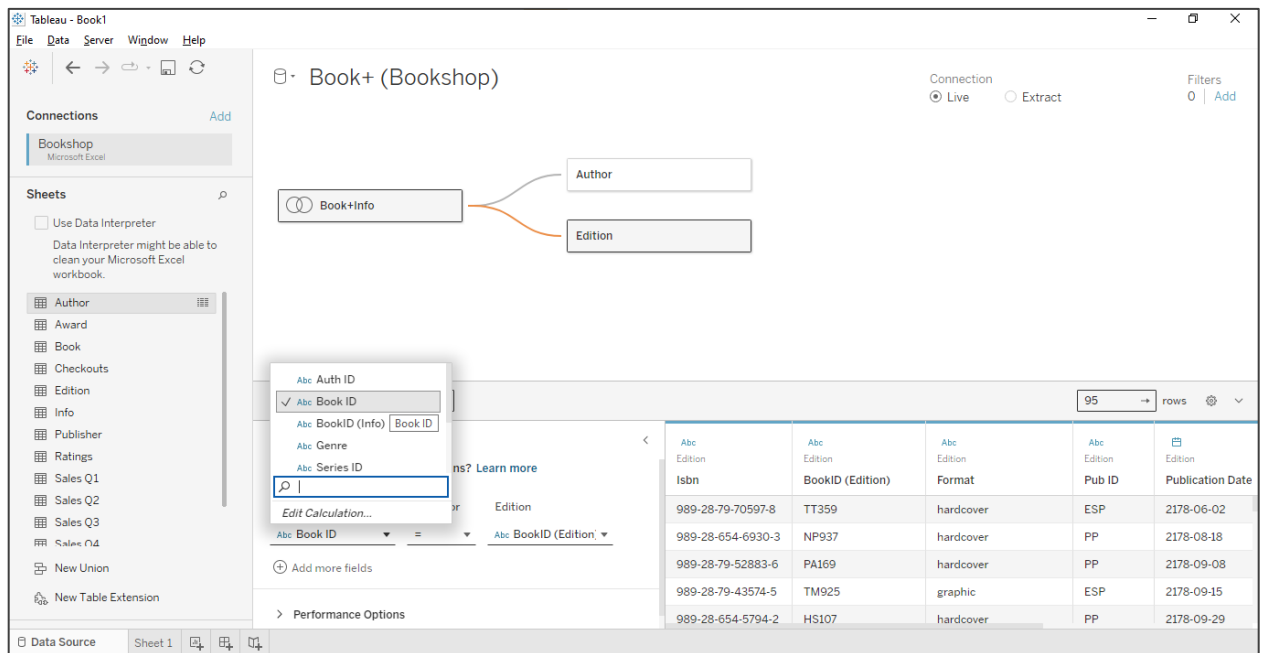 Tableau - Book1
File Data Server Window Help
Book+ (Bookshop)
Connection
Live Extract
Filters
0 Add
Connections Add
Bookshop
Microsoft Excel
Sheets
Use Data Interpreter
Data Interpreter might be able to
clean your Microsoft Excel
workbook.
Author
Award
Book
Checkouts
Edition
Info
Publisher
Ratings
Sales Q1
Sales Q2
Sales Q3
Sales Q4
New Union
New Table Extension
Book+Info
Author
Edition
Abc Auth ID
Abc Book ID
Abc BookID (Info) Book ID
Abc Genre
Abc Series ID
Edit Calculation...
ns? Learn more
or Edition
Abc Book ID = Abc BookID (Edition)
Add more fields
Performance Options
95 → rows
Abc Abc Abc Abc
Edition Edition Edition Edition Edition
Isbn BookID (Edition) Format Pub ID Publication Date
989-28-79-70597-8 TT359 hardcover ESP 2178-06-02
989-28-654-6930-3 NP937 hardcover PP 2178-08-18
989-28-79-52883-6 PA169 hardcover PP 2178-09-08
989-28-79-43574-5 TM925 graphic ESP 2178-09-15
989-28-654-5794-2 HS107 hardcover PP 2178-09-29
Data Source Sheet 1